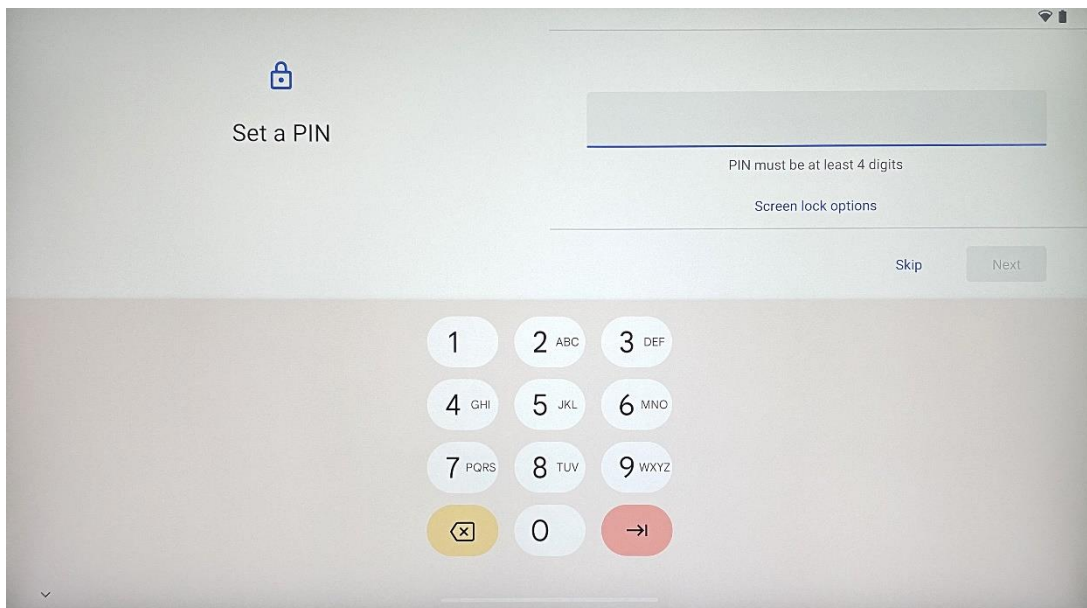 Set a PIN
PIN must be at least 4 digits
Screen lock options
Skip Next
1 2 ABC 3 DEF
4 GHI 5 JKL 6 MNO
7 PQRS 8 TUV 9 WXYZ
0